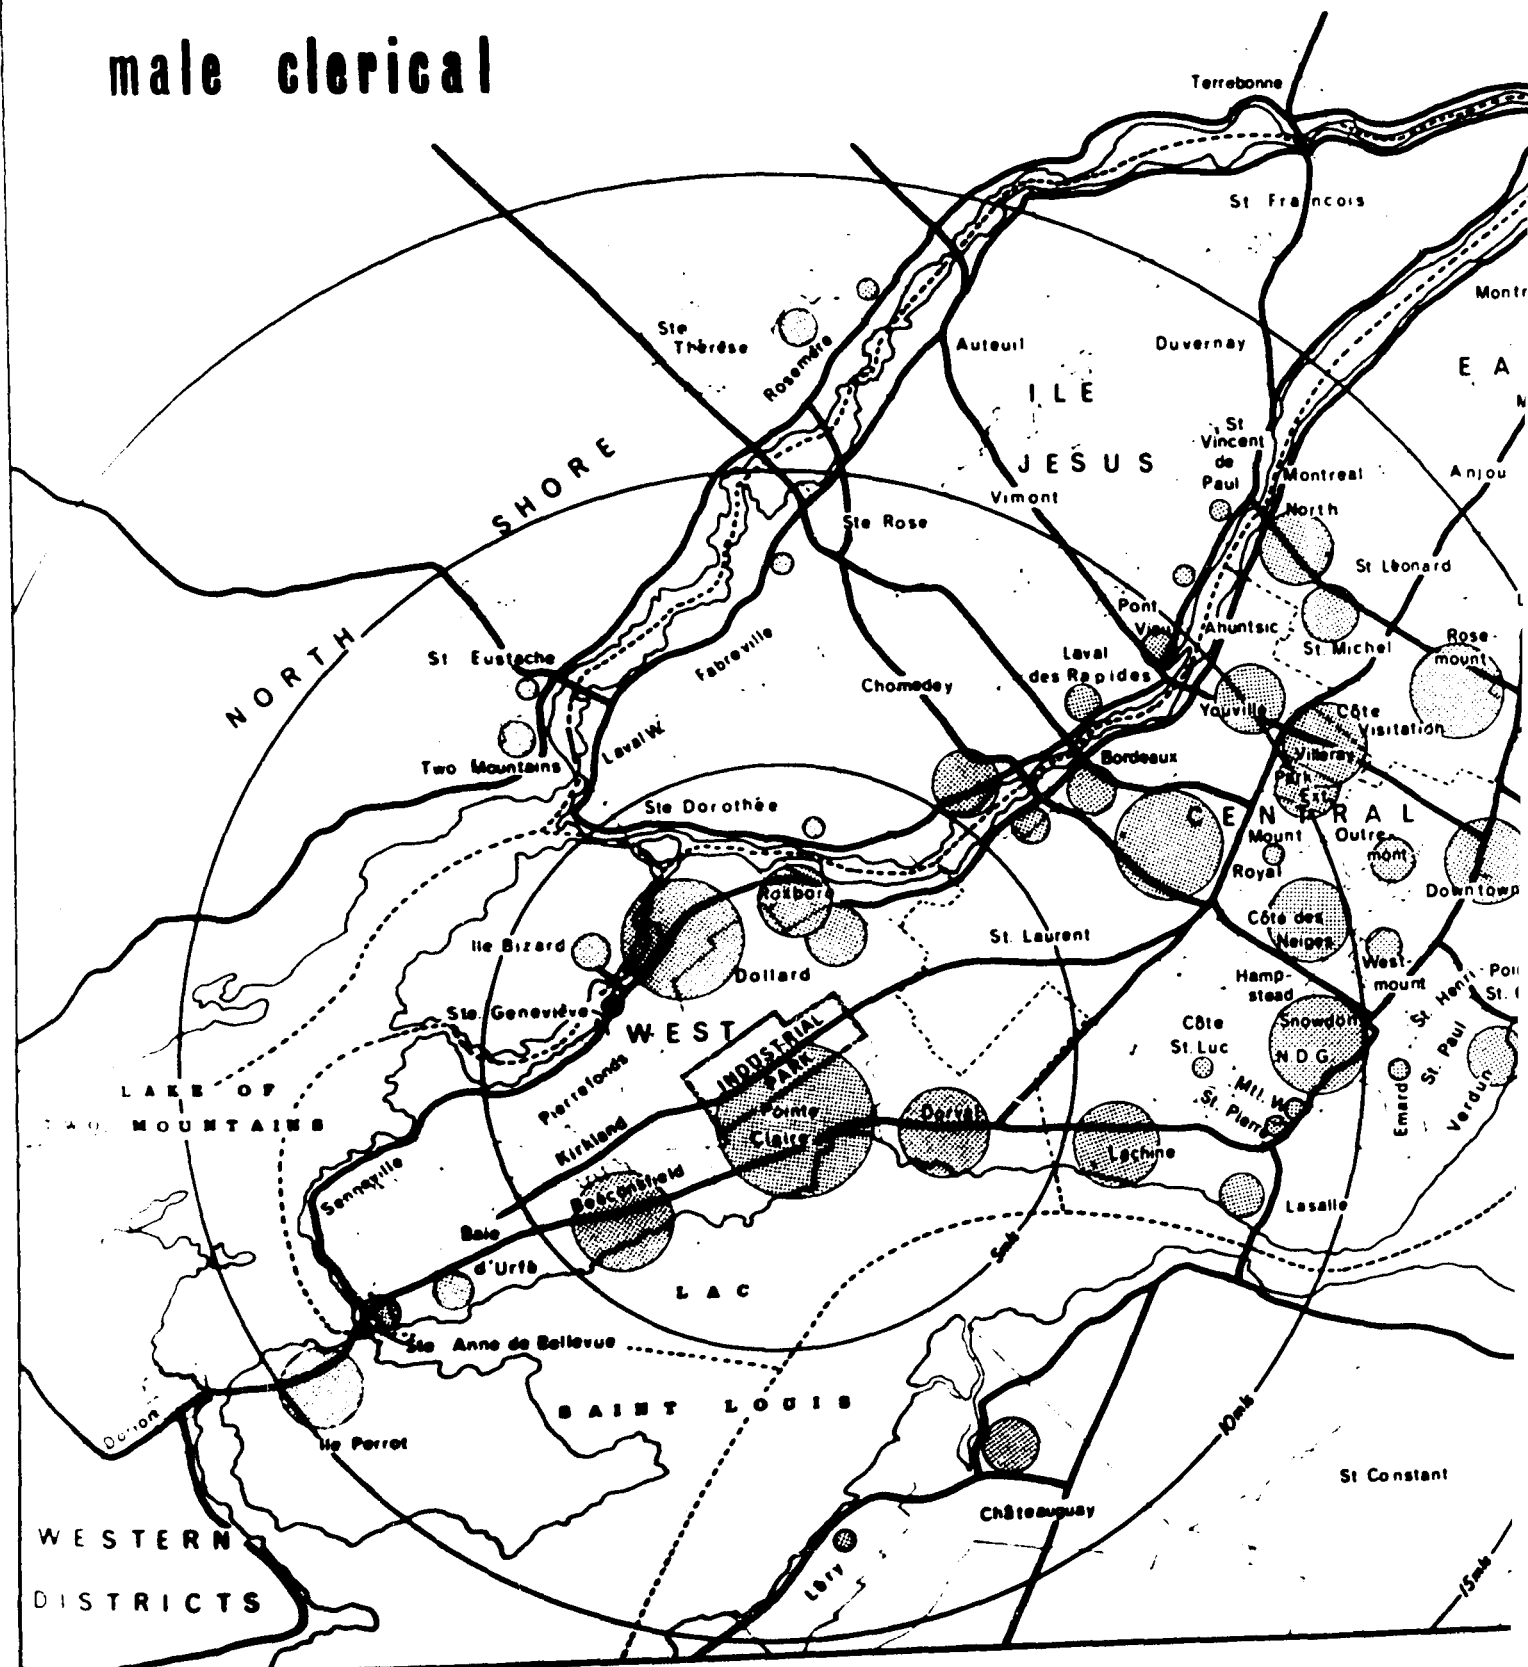 male clerical
Terrebonne
St Francois
Montr
Ste
Thérèse
Rosemère
Auteuil
Duvernay
E A
ILE
JESUS
St
Vincent
de
Paul
Montreal
North
Anjou
NORTH SHORE
Vimont
Ste Rose
St Léonard
Pont
Viau
Ahuntsic
St. Michel
Rose-
mount
St Eustache
Fabreville
Laval
des Rapides
Chomedey
Youville
Côte
Visitation
Laval W.
Two Mountains
Bordeaux
Villeray
Park
Ext.
Ste Dorothée
CENTRAL
Mount
Royal
Outre-
mont
Downtown
Roxboro
Côte des
Neiges
Ile Bizard
St. Laurent
West-
mount
Dollard
Hamp-
stead
St. Henri
Ste. Geneviève
WEST
INDUSTRIAL
PARK
Côte
St. Luc
Snowdon
N.D.G.
St. Paul
LAKE OF
TWO MOUNTAINS
Pierrefonds
Kirkland
Pointe
Claire
Dorval
Mtl. W.
St. Pierre
Emard
Verdun
Lachine
Senneville
Beaconsfield
Lasalle
Baie
d'Urfé
5mls
LAC
Ste Anne de Bellevue
SAINT LOUIS
Dorion
Ile Perrot
10mls
St Constant
Châteauguay
WESTERN
DISTRICTS
Léry
15mls